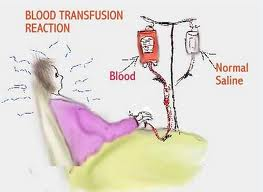 BLOOD TRANSFUSION
REACTION
Blood
Normal
Saline